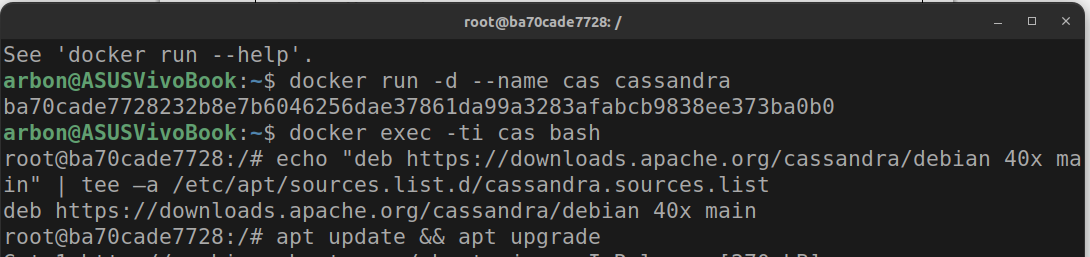 root@ba70cade7728: /
See 'docker run --help'.
arbon@ASUSVivoBook:~$ docker run -d --name cas cassandra
ba70cade7728232b8e7b6046256dae37861da99a3283afabcb9838ee373ba0b0
arbon@ASUSVivoBook:~$ docker exec -ti cas bash
root@ba70cade7728:/# echo "deb https://downloads.apache.org/cassandra/debian 40x ma
in" | tee –a /etc/apt/sources.list.d/cassandra.sources.list
deb https://downloads.apache.org/cassandra/debian 40x main
root@ba70cade7728:/# apt update && apt upgrade